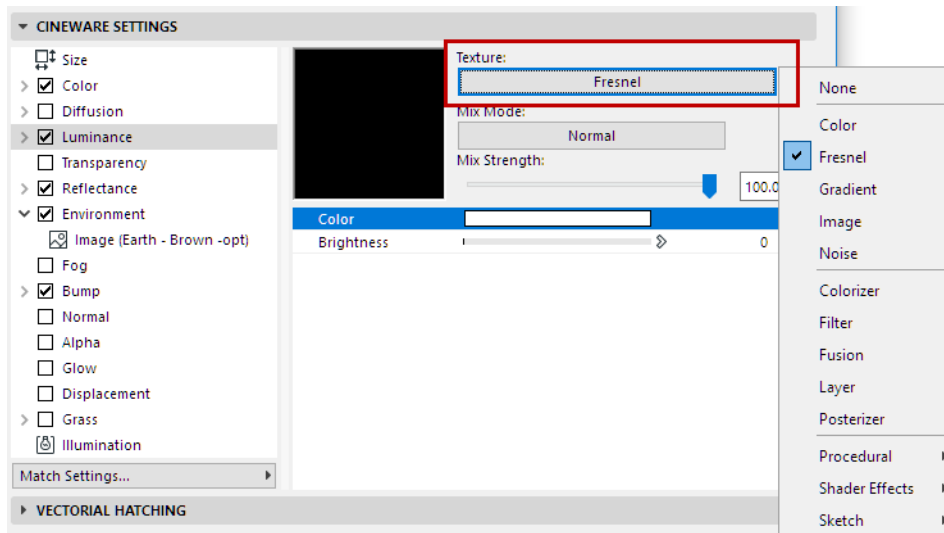 CINEWARE SETTINGS
Size
Color
Diffusion
Luminance
Transparency
Reflectance
Environment
Image (Earth - Brown -opt)
Fog
Bump
Normal
Alpha
Glow
Displacement
Grass
Illumination
Match Settings...
Texture:
Fresnel
Mix Mode:
Normal
Mix Strength:
100.0
Color
Brightness
0
None
Color
Fresnel
Gradient
Image
Noise
Colorizer
Filter
Fusion
Layer
Posterizer
Procedural
Shader Effects
Sketch
VECTORIAL HATCHING